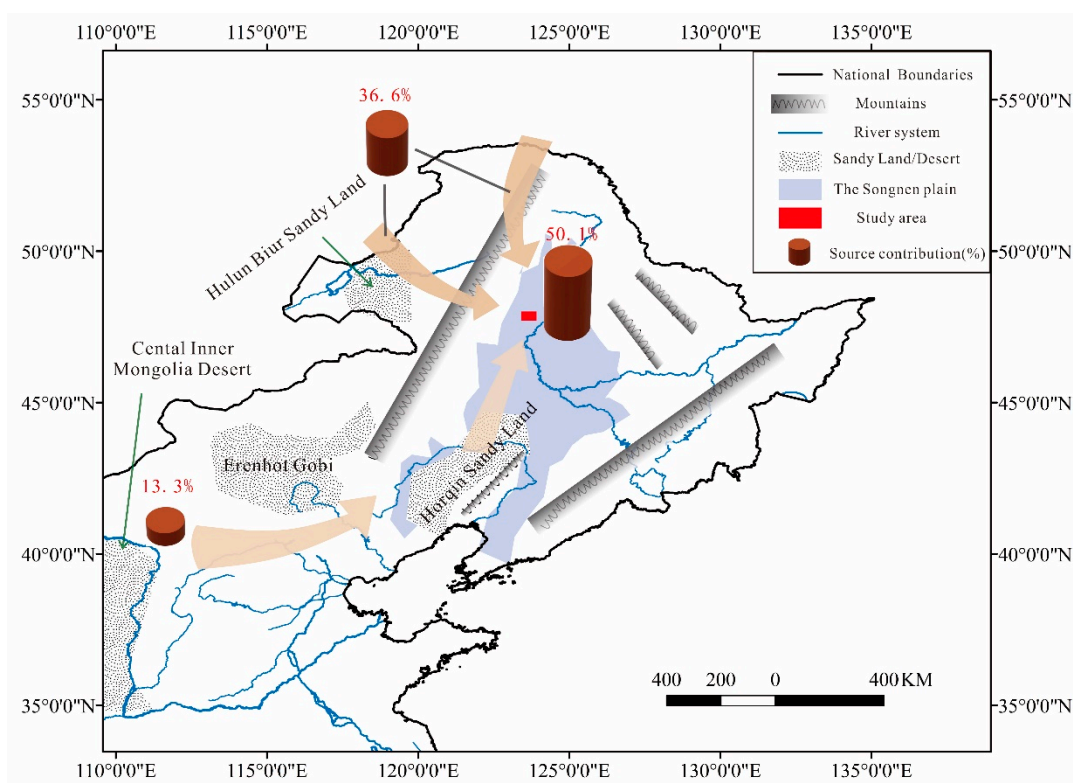 110°0'0"E 115°0'0"E 120°0'0"E 125°0'0"E 130°0'0"E 135°0'0"E
55°0'0"N
50°0'0"N
45°0'0"N
40°0'0"N
35°0'0"N
55°0'0"N
50°0'0"N
45°0'0"N
40°0'0"N
35°0'0"N
National Boundaries
Mountains
River system
Sandy Land/Desert
The Songnen plain
Study area
Source contribution(%)
36.6%
Hulun Biur Sandy Land
50.1%
Cental Inner
Mongolia Desert
Erenhot Gobi
Horqin Sandy Land
13.3%
400 200 0 400 KM
110°0'0"E 115°0'0"E 120°0'0"E 125°0'0"E 130°0'0"E 135°0'0"E